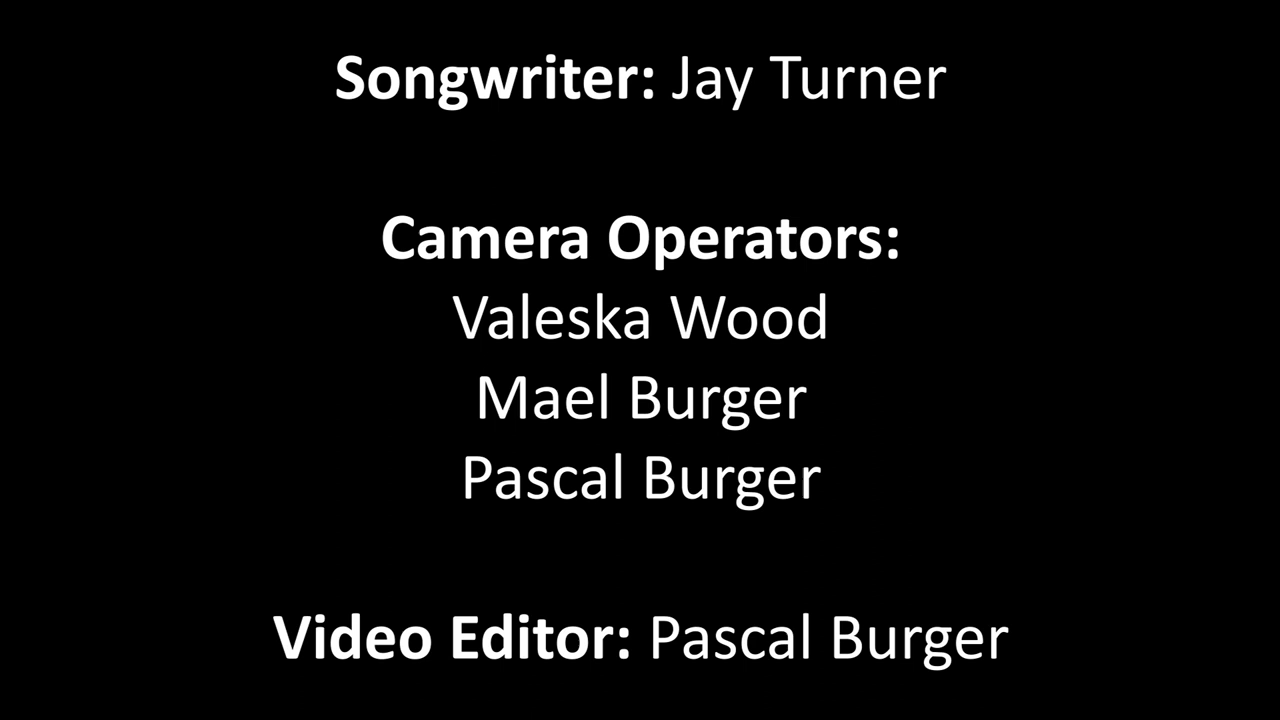 Songwriter: Jay Turner
Camera Operators:
Valeska Wood
Mael Burger
Pascal Burger
Video Editor: Pascal Burger